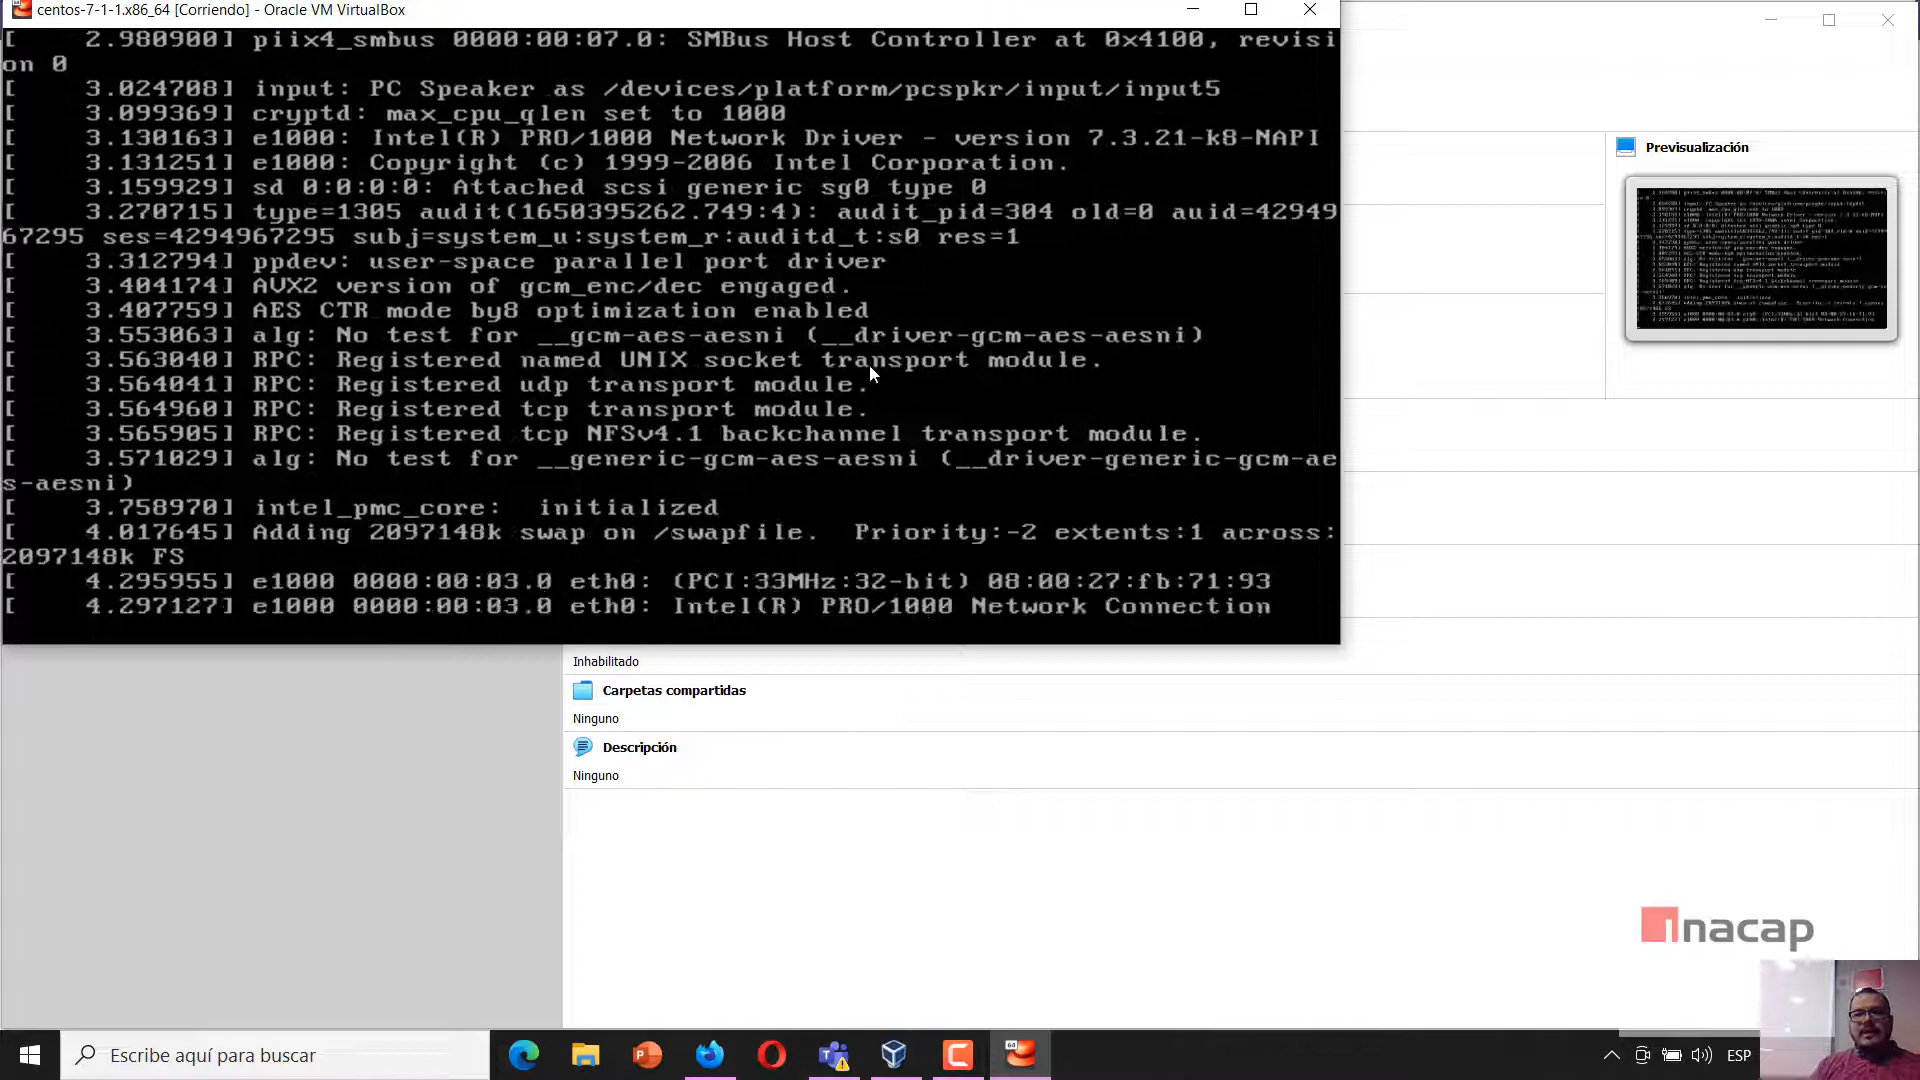 centos-7-1-1.x86_64 [Corriendo] - Oracle VM VirtualBox
[    2.980900] piix4_smbus 0000:00:07.0: SMBus Host Controller at 0x4100, revisi
on 0
[    3.024708] input: PC Speaker as /devices/platform/pcspkr/input/input5
[    3.099369] cryptd: max_cpu_qlen set to 1000
[    3.130163] e1000: Intel(R) PRO/1000 Network Driver - version 7.3.21-k8-NAPI
[    3.131251] e1000: Copyright (c) 1999-2006 Intel Corporation.
[    3.159929] sd 0:0:0:0: Attached scsi generic sg0 type 0
[    3.270715] type=1305 audit(1650395262.749:4): audit_pid=304 old=0 auid=42949
67295 ses=4294967295 subj=system_u:system_r:auditd_t:s0 res=1
[    3.312794] ppdev: user-space parallel port driver
[    3.404174] AVX2 version of gcm_enc/dec engaged.
[    3.407759] AES CTR mode by8 optimization enabled
[    3.553063] alg: No test for __gcm-aes-aesni (__driver-gcm-aes-aesni)
[    3.563040] RPC: Registered named UNIX socket transport module.
[    3.564041] RPC: Registered udp transport module.
[    3.564960] RPC: Registered tcp transport module.
[    3.565905] RPC: Registered tcp NFSv4.1 backchannel transport module.
[    3.571029] alg: No test for __generic-gcm-aes-aesni (__driver-generic-gcm-ae
s-aesni)
[    3.758970] intel_pmc_core:  initialized
[    4.017645] Adding 2097148k swap on /swapfile.  Priority:-2 extents:1 across:
2097148k FS
[    4.295955] e1000 0000:00:03.0 eth0: (PCI:33MHz:32-bit) 08:00:27:fb:71:93
[    4.297127] e1000 0000:00:03.0 eth0: Intel(R) PRO/1000 Network Connection
Previsualización
Inhabilitado
Carpetas compartidas
Ninguno
Descripción
Ninguno
inacap
Escribe aquí para buscar
64
ESP